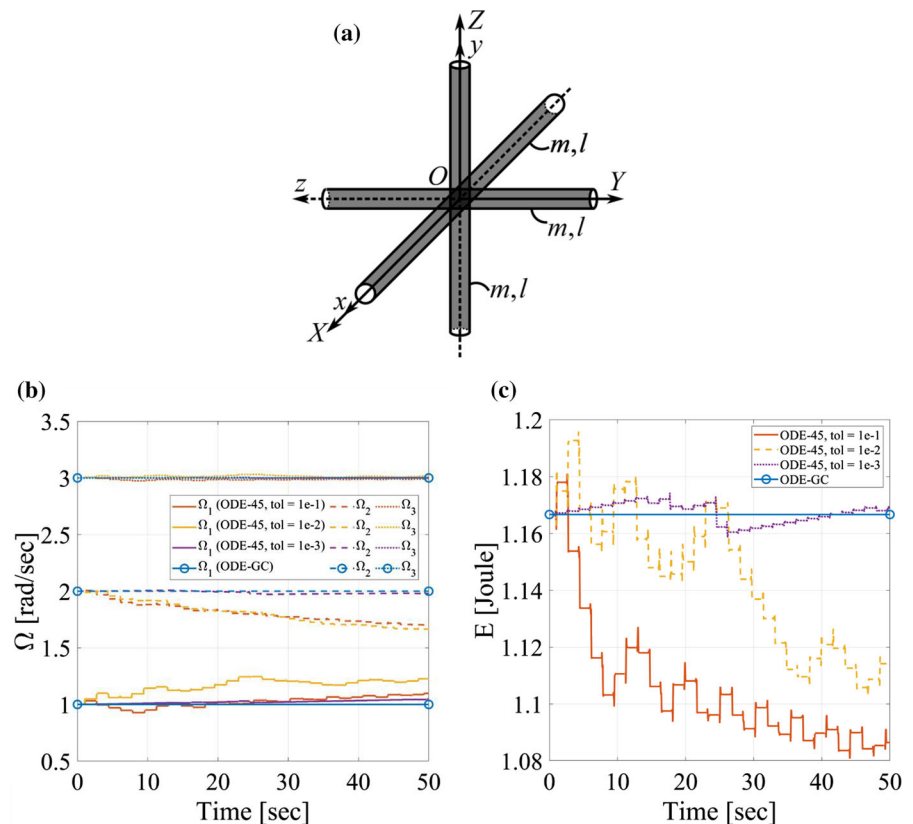 (a)
Z
y
m,l
O
z
Y
m,l
m,l
x
X
(b)
3.5
3
2.5
2
1.5
1
0.5
Ω [rad/sec]
Ω1 (ODE-45, tol = 1e-1) Ω2 Ω3
Ω1 (ODE-45, tol = 1e-2) Ω2 Ω3
Ω1 (ODE-45, tol = 1e-3) Ω2 Ω3
Ω1 (ODE-GC) Ω2 Ω3
0 10 20 30 40 50
Time [sec]
(c)
1.2
1.18
1.16
1.14
1.12
1.1
1.08
E [Joule]
ODE-45, tol = 1e-1
ODE-45, tol = 1e-2
ODE-45, tol = 1e-3
ODE-GC
0 10 20 30 40 50
Time [sec]